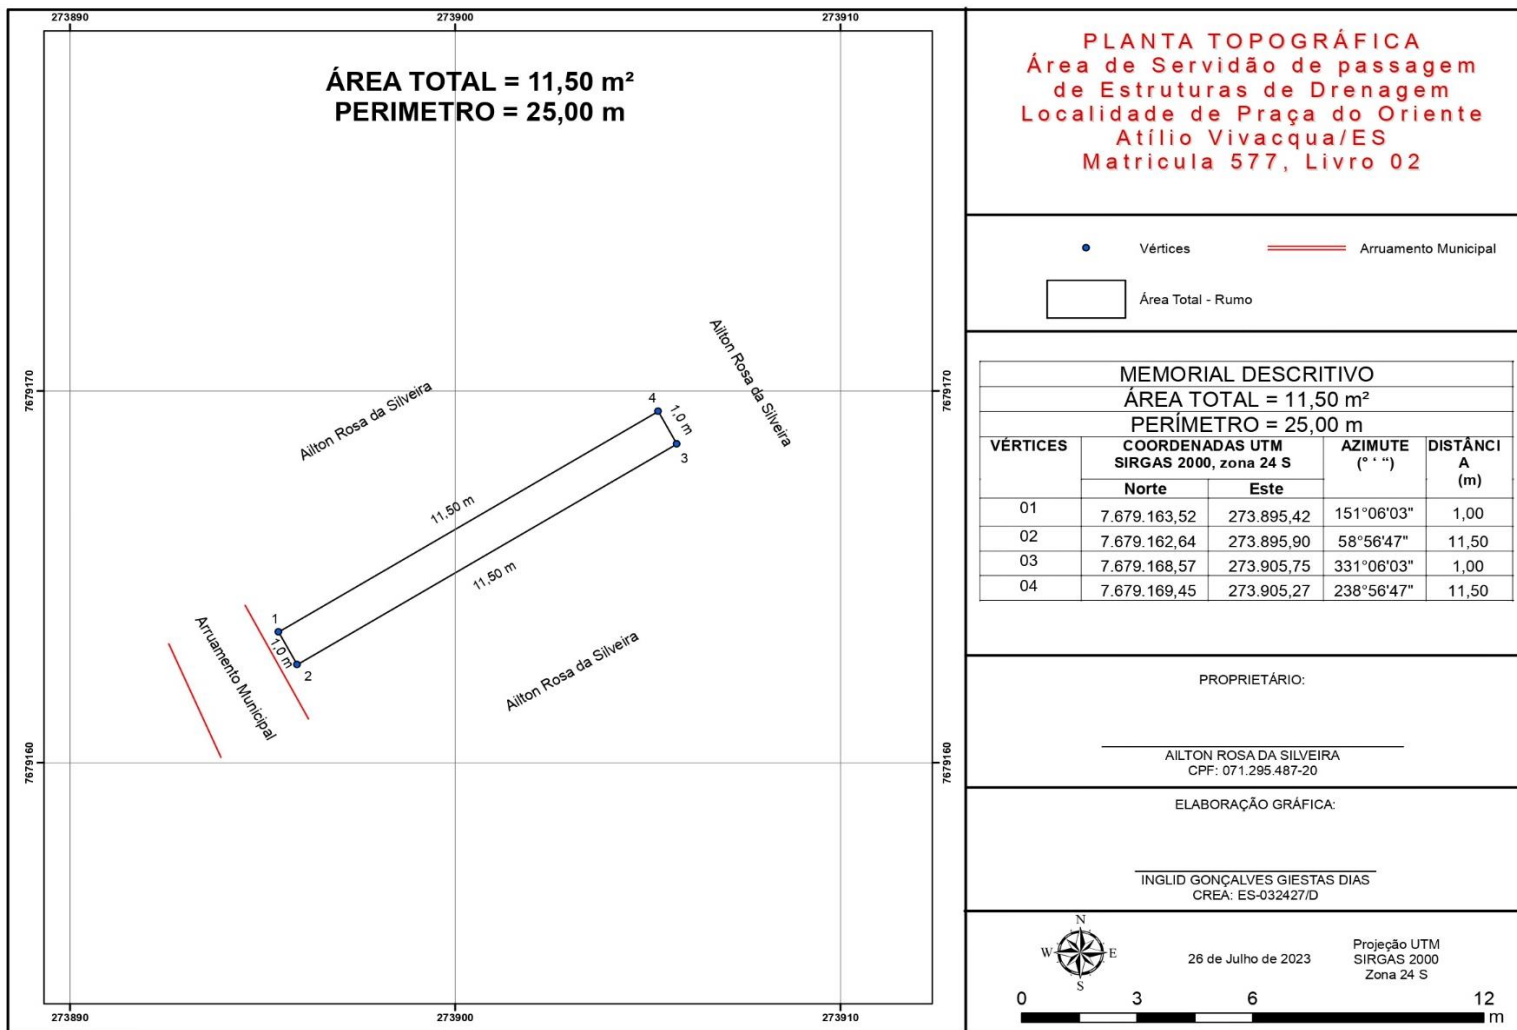 273890
273900
273910
ÁREA TOTAL = 11,50 m²
PERIMETRO = 25,00 m
7679170
7679170
Ailton Rosa da Silveira
Ailton Rosa da Silveira
4
1,0 m
3
11,50 m
11,50 m
1
1,0 m
2
Arruamento Municipal
Ailton Rosa da Silveira
7679160
7679160
273890
273900
273910
PLANTA TOPOGRÁFICA
Área de Servidão de passagem
de Estruturas de Drenagem
Localidade de Praça do Oriente
Atílio Vivacqua/ES
Matricula 577, Livro 02
Vértices
Arruamento Municipal
Área Total - Rumo
MEMORIAL DESCRITIVO
ÁREA TOTAL = 11,50 m²
PERÍMETRO = 25,00 m
VÉRTICES COORDENADAS UTM AZIMUTE DISTÂNCI
SIRGAS 2000, zona 24 S (° ‘ “) A
Norte Este (m)
01 7.679.163,52 273.895,42 151°06'03" 1,00
02 7.679.162,64 273.895,90 58°56'47" 11,50
03 7.679.168,57 273.905,75 331°06'03" 1,00
04 7.679.169,45 273.905,27 238°56'47" 11,50
PROPRIETÁRIO:
AILTON ROSA DA SILVEIRA
CPF: 071.295.487-20
ELABORAÇÃO GRÁFICA:
INGLID GONÇALVES GIESTAS DIAS
CREA: ES-032427/D
N
W E
S
26 de Julho de 2023
Projeção UTM
SIRGAS 2000
Zona 24 S
0 3 6 12
m